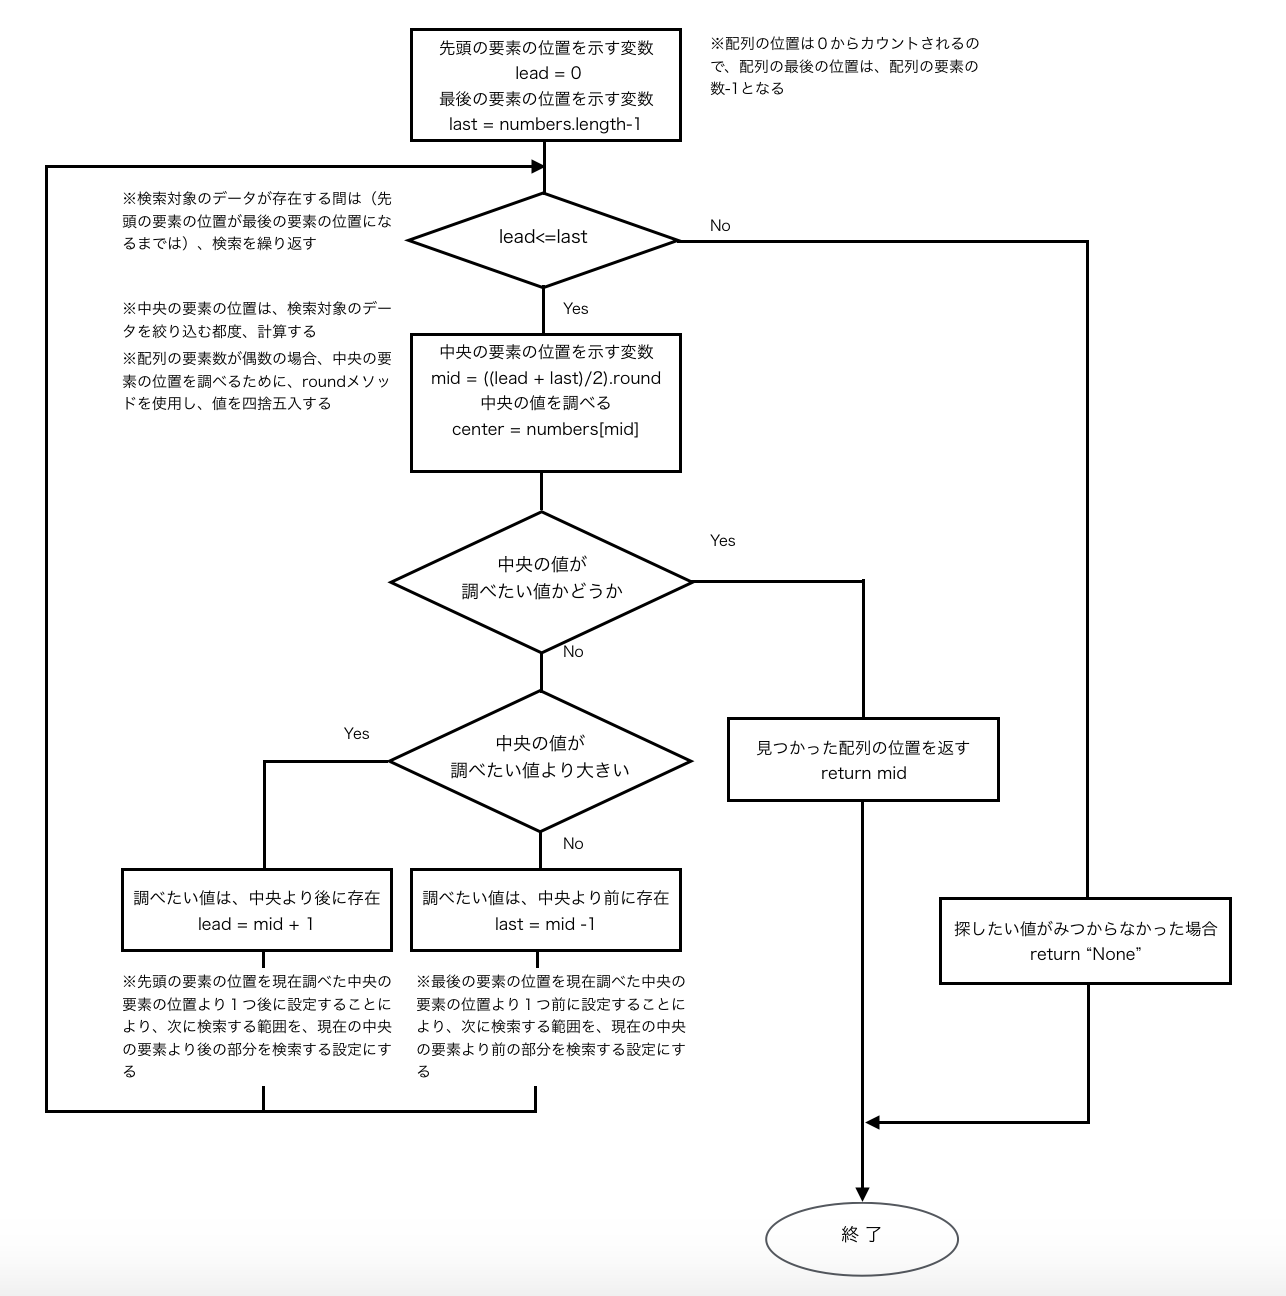 先頭の要素の位置を示す変数
lead = 0
最後の要素の位置を示す変数
last = numbers.length-1
※配列の位置は０からカウントされるの
で、配列の最後の位置は、配列の要素の
数-1となる
※検索対象のデータが存在する間は（先
頭の要素の位置が最後の要素の位置にな
るまでは）、検索を繰り返す
lead<=last
No
Yes
※中央の要素の位置は、検索対象のデー
タを絞り込む都度、計算する
※配列の要素数が偶数の場合、中央の要
素の位置を調べるために、roundメソッ
ドを使用し、値を四捨五入する
中央の要素の位置を示す変数
mid = ((lead + last)/2).round
中央の値を調べる
center = numbers[mid]
中央の値が
調べたい値かどうか
Yes
No
中央の値が
調べたい値より大きい
Yes
No
見つかった配列の位置を返す
return mid
調べたい値は、中央より後に存在
lead = mid + 1
調べたい値は、中央より前に存在
last = mid -1
探したい値がみつからなかった場合
return “None”
※先頭の要素の位置を現在調べた中央の
要素の位置より１つ後に設定することに
より、次に検索する範囲を、現在の中央
の要素より後の部分を検索する設定にす
る
※最後の要素の位置を現在調べた中央の
要素の位置より１つ前に設定することに
より、次に検索する範囲を、現在の中央
の要素より前の部分を検索する設定にす
る
終 了